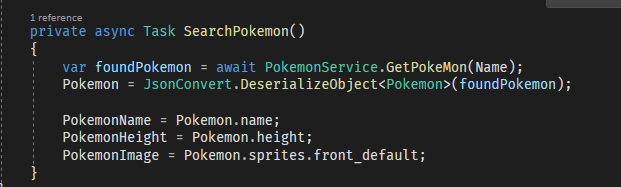 1 reference
private async Task SearchPokemon()
{
var foundPokemon = await PokemonService.GetPokeMon(Name);
Pokemon = JsonConvert.DeserializeObject<Pokemon>(foundPokemon);
PokemonName = Pokemon.name;
PokemonHeight = Pokemon.height;
PokemonImage = Pokemon.sprites.front_default;
}